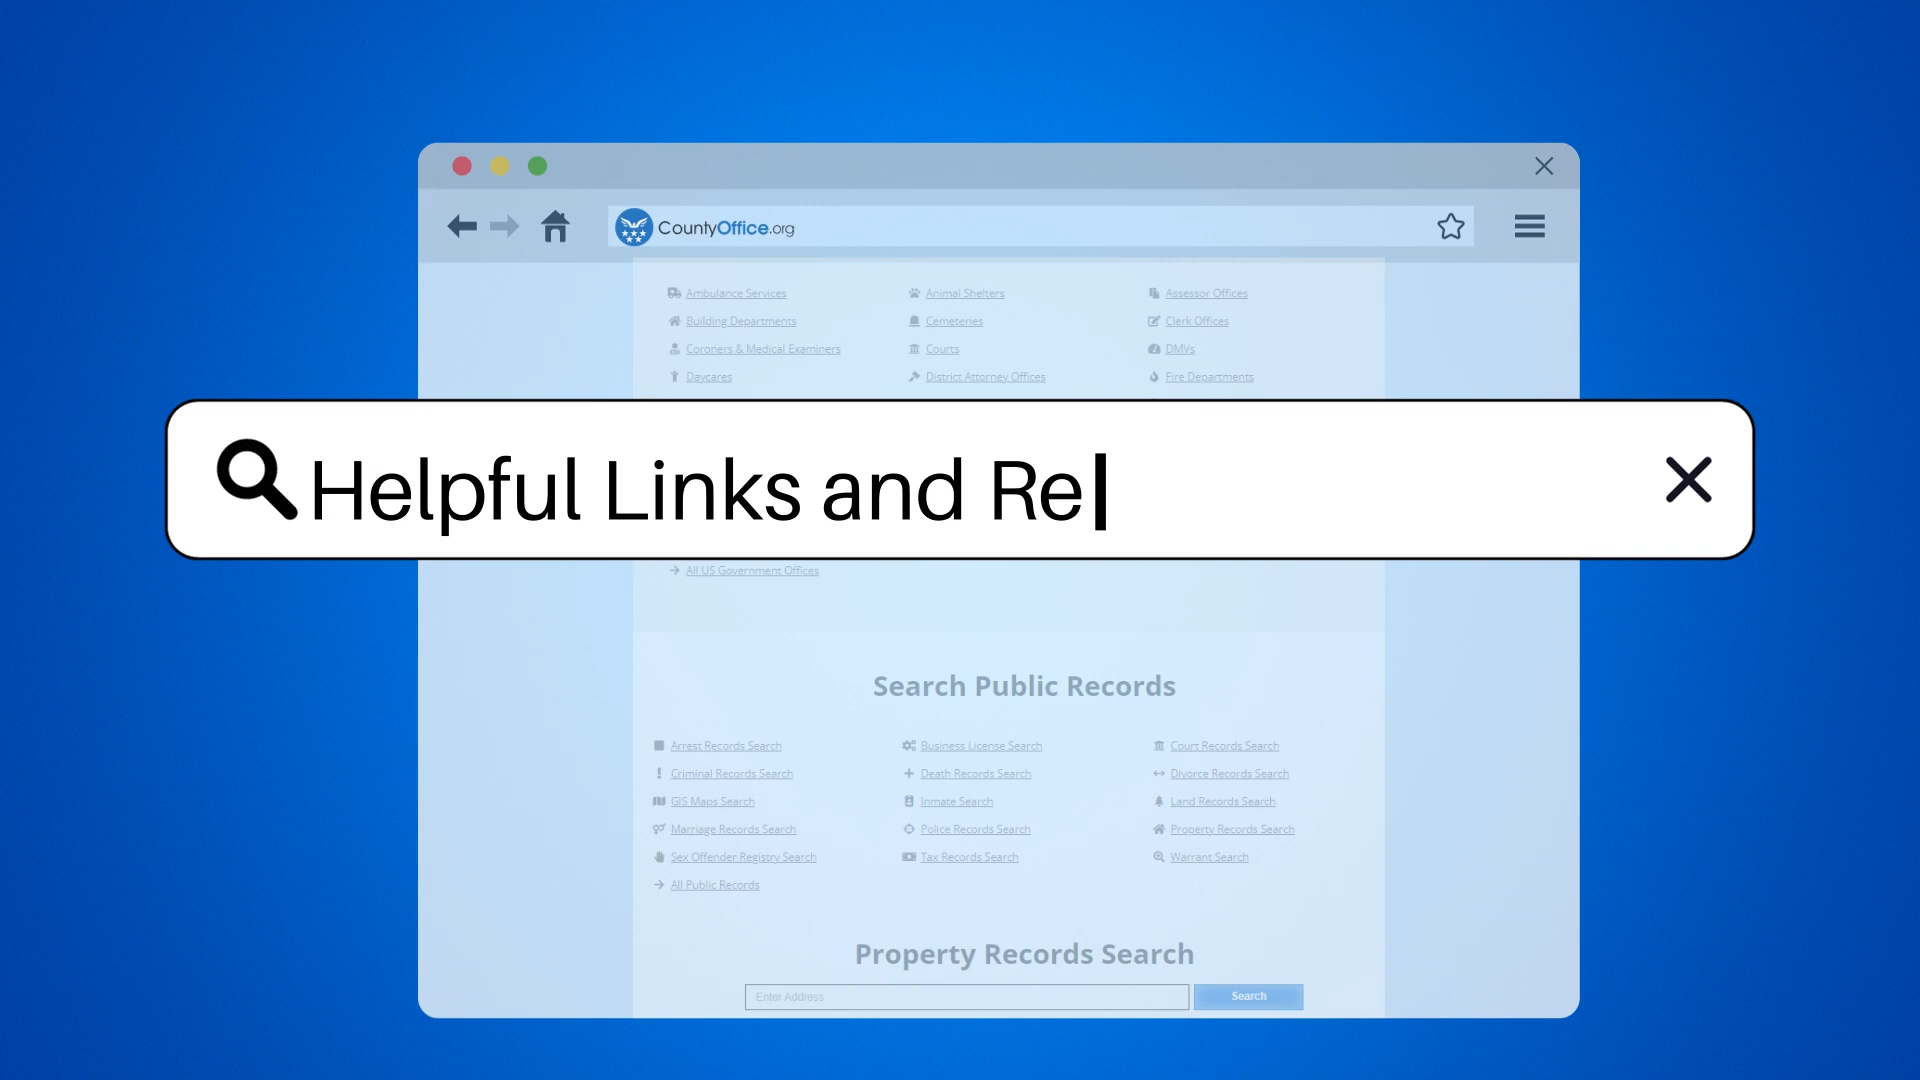 CountyOffice.org
Ambulance Services Animal Shelters Assessor Offices
Building Departments Cemeteries Clerk Offices
Coroners & Medical Examiners Courts DMVs
Daycares District Attorney Offices Fire Departments
Helpful Links and Re
All US Government Offices
Search Public Records
Arrest Records Search Business License Search Court Records Search
Criminal Records Search Death Records Search Divorce Records Search
GIS Maps Search Inmate Search Land Records Search
Marriage Records Search Police Records Search Property Records Search
Sex Offender Registry Search Tax Records Search Warrant Search
All Public Records
Property Records Search
Enter Address Search